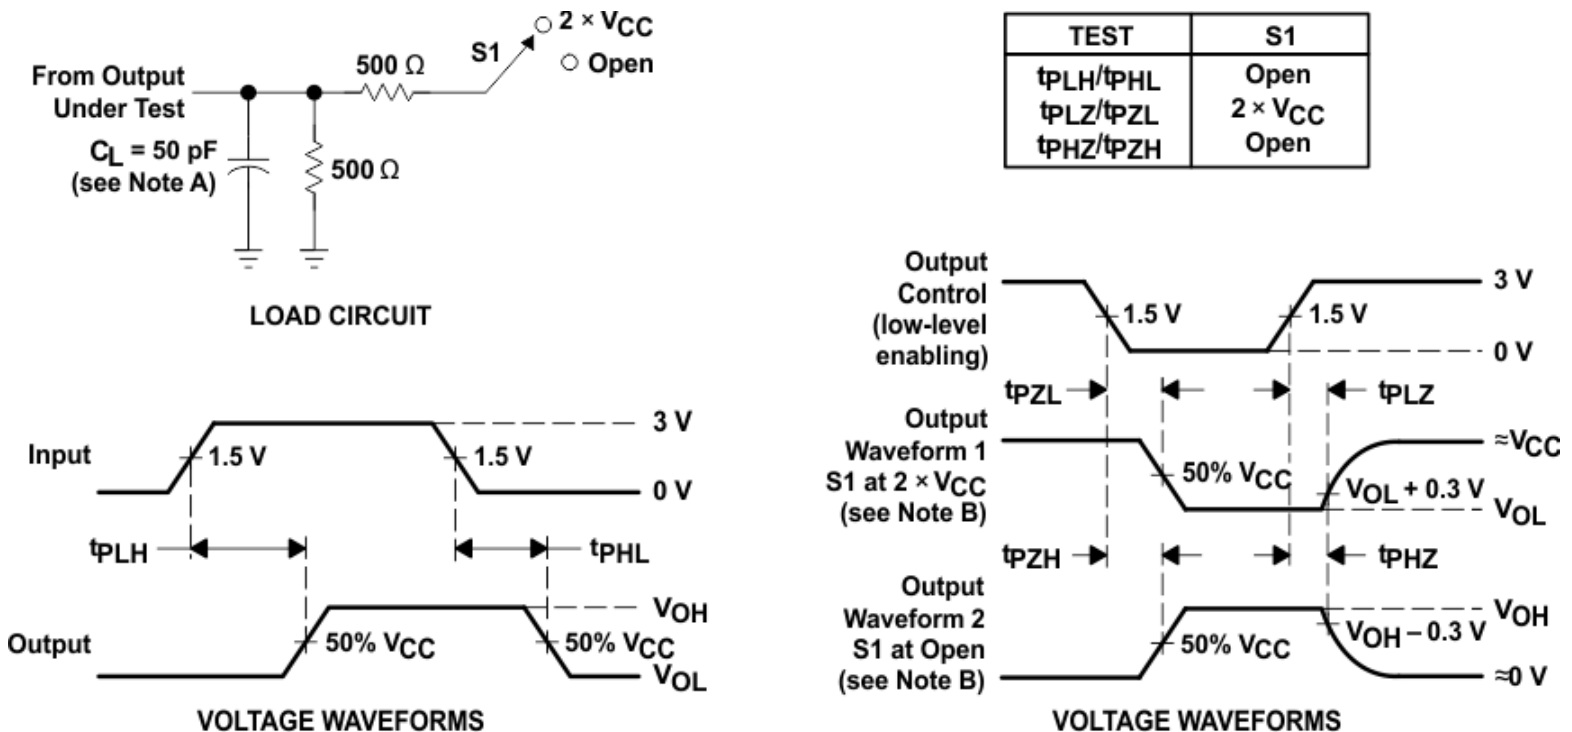 2 × VCC
S1
Open
500 Ω
From Output
Under Test
CL = 50 pF
(see Note A)
500 Ω
LOAD CIRCUIT
TEST S1
tPLH/tPHL Open
tPLZ/tPZL 2 × VCC
tPHZ/tPZH Open
Input
1.5 V
1.5 V
3 V
0 V
tPLH
tPHL
Output
50% VCC
50% VCC
VOH
VOL
VOLTAGE WAVEFORMS
Output
Control
(low-level
enabling)
1.5 V
1.5 V
3 V
0 V
tPZL
tPLZ
Output
Waveform 1
S1 at 2 × VCC
(see Note B)
50% VCC
≈VCC
VOL + 0.3 V
VOL
tPZH
tPHZ
Output
Waveform 2
S1 at Open
(see Note B)
50% VCC
VOH
VOH – 0.3 V
≈0 V
VOLTAGE WAVEFORMS